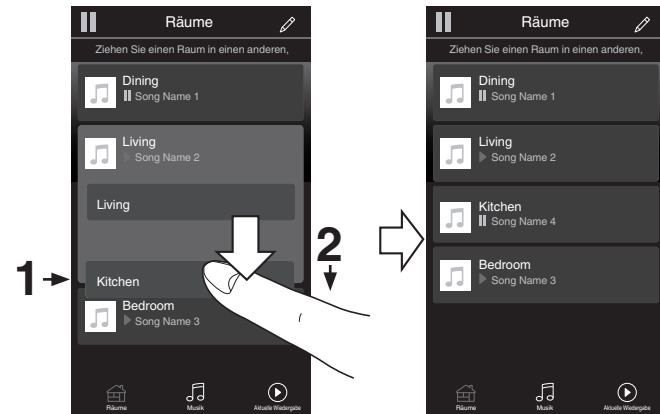 Räume
Ziehen Sie einen Raum in einen anderen,
Dining
Song Name 1
Living
Song Name 2
Living
Kitchen
Bedroom
Song Name 3
Räume
Musik
Aktuelle Wiedergabe
1
2
Räume
Ziehen Sie einen Raum in einen anderen,
Dining
Song Name 1
Living
Song Name 2
Kitchen
Song Name 4
Bedroom
Song Name 3
Räume
Musik
Aktuelle Wiedergabe